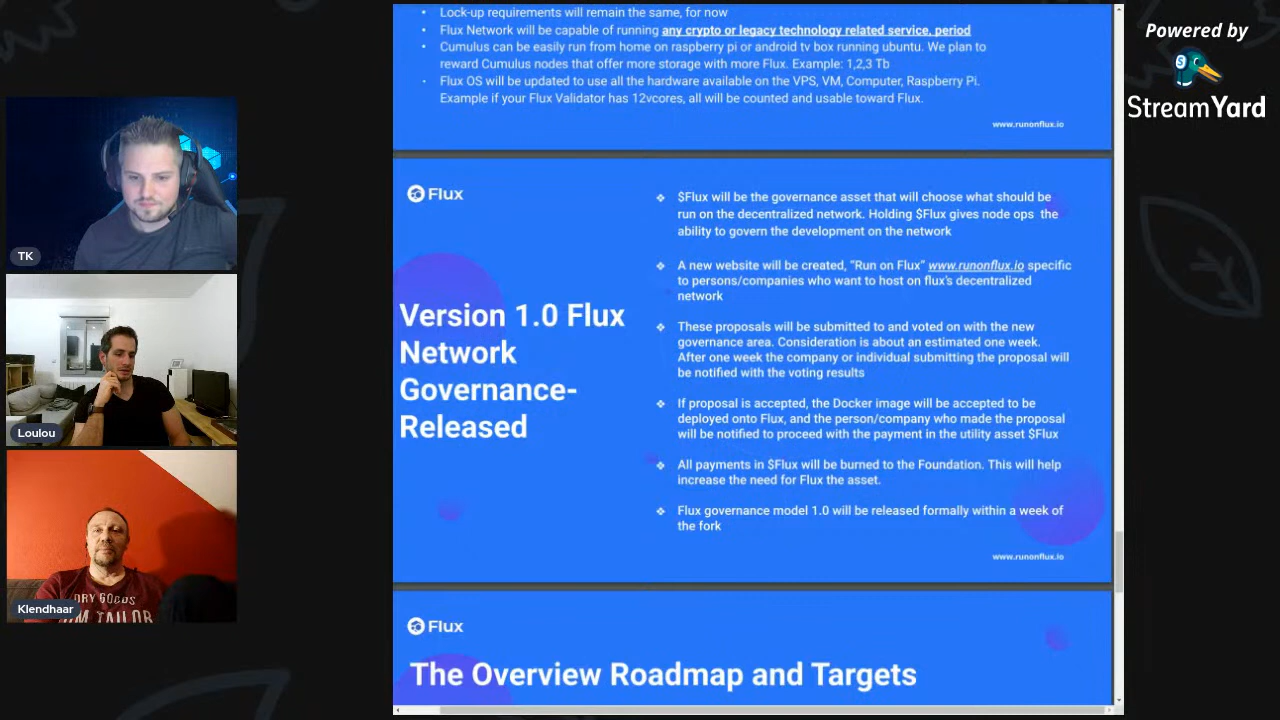 Lock-up requirements will remain the same, for now
Flux Network will be capable of running any crypto or legacy technology related service, period
Cumulus can be easily run from home on raspberry pi or android tv box running ubuntu. We plan to
reward Cumulus nodes that offer more storage with more Flux. Example: 1,2,3 Tb
Flux OS will be updated to use all the hardware available on the VPS, VM, Computer, Raspberry Pi.
Example if your Flux Validator has 12vcores, all will be counted and usable toward Flux.
www.runonflux.io
Flux
Version 1.0 Flux
Network
Governance-
Released
$Flux will be the governance asset that will choose what should be
run on the decentralized network. Holding $Flux gives node ops the
ability to govern the development on the network
A new website will be created, “Run on Flux” www.runonflux.io specific
to persons/companies who want to host on flux's decentralized
network
These proposals will be submitted to and voted on with the new
governance area. Consideration is about an estimated one week.
After one week the company or individual submitting the proposal will
be notified with the voting results
If proposal is accepted, the Docker image will be accepted to be
deployed onto Flux, and the person/company who made the proposal
will be notified to proceed with the payment in the utility asset $Flux
All payments in $Flux will be burned to the Foundation. This will help
increase the need for Flux the asset.
Flux governance model 1.0 will be released formally within a week of
the fork
www.runonflux.io
Flux
The Overview Roadmap and Targets
TK
Loulou
Klendhaar
DRY GOODS
TAILOR
Powered by
StreamYard